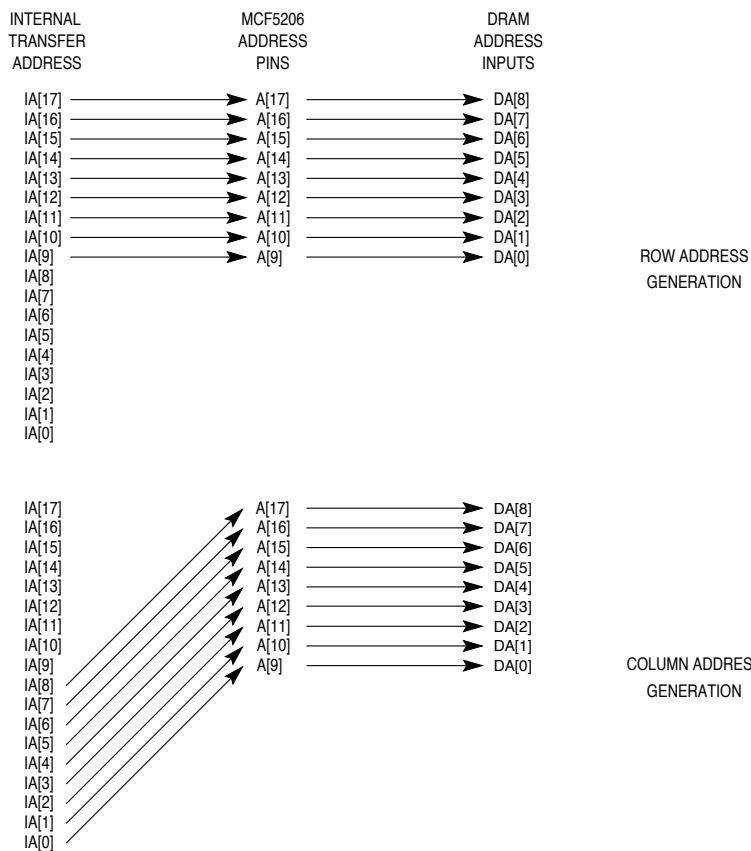 INTERNAL MCF5206 DRAM
TRANSFER ADDRESS ADDRESS
ADDRESS PINS INPUTS
IA[17] A[17] DA[8]
IA[16] A[16] DA[7]
IA[15] A[15] DA[6]
IA[14] A[14] DA[5]
IA[13] A[13] DA[4]
IA[12] A[12] DA[3]
IA[11] A[11] DA[2]
IA[10] A[10] DA[1]
IA[9] A[9] DA[0] ROW ADDRESS
IA[8] GENERATION
IA[7]
IA[6]
IA[5]
IA[4]
IA[3]
IA[2]
IA[1]
IA[0]
IA[17] A[17] DA[8]
IA[16] A[16] DA[7]
IA[15] A[15] DA[6]
IA[14] A[14] DA[5]
IA[13] A[13] DA[4]
IA[12] A[12] DA[3]
IA[11] A[11] DA[2]
IA[10] A[10] DA[1]
IA[9] A[9] DA[0] COLUMN ADDRES
IA[8] GENERATION
IA[7]
IA[6]
IA[5]
IA[4]
IA[3]
IA[2]
IA[1]
IA[0]